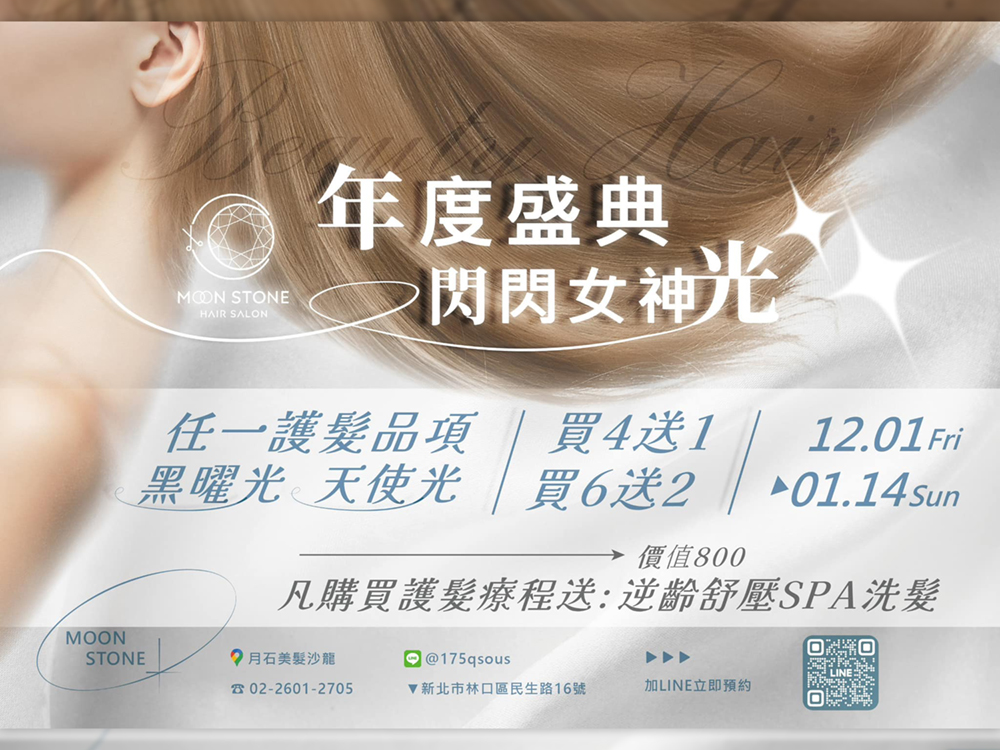 Beauty Hair
年度盛典
閃閃女神光
MOON STONE
HAIR SALON
任一護髮品項
黑曜光 天使光
買4送1
買6送2
12.01 Fri
▸01.14 Sun
價值800
凡購買護髮療程送:逆齡舒壓SPA洗髮
MOON
STONE
月石美髮沙龍
☎ 02-2601-2705
LINE @175qsous
▼新北市林口區民生路16號
▶▶▶
加LINE立即預約
LINE